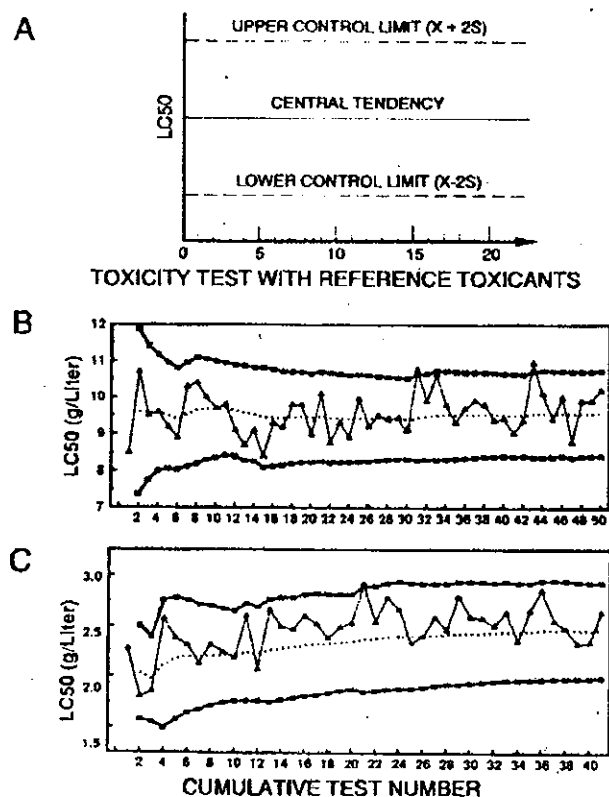 A
UPPER CONTROL LIMIT (X + 2S)
CENTRAL TENDENCY
LOWER CONTROL LIMIT (X-2S)
LC50
0 5 10 15 20
TOXICITY TEST WITH REFERENCE TOXICANTS
B
12
11
10
9
8
7
LC50 (g/Liter)
2 4 6 8 10 12 14 16 18 20 22 24 26 28 30 32 34 36 38 40 42 44 46 48 50
C
3.0
2.5
2.0
1.5
LC50 (g/Liter)
2 4 6 8 10 12 14 16 18 20 22 24 26 28 30 32 34 36 38 40
CUMULATIVE TEST NUMBER